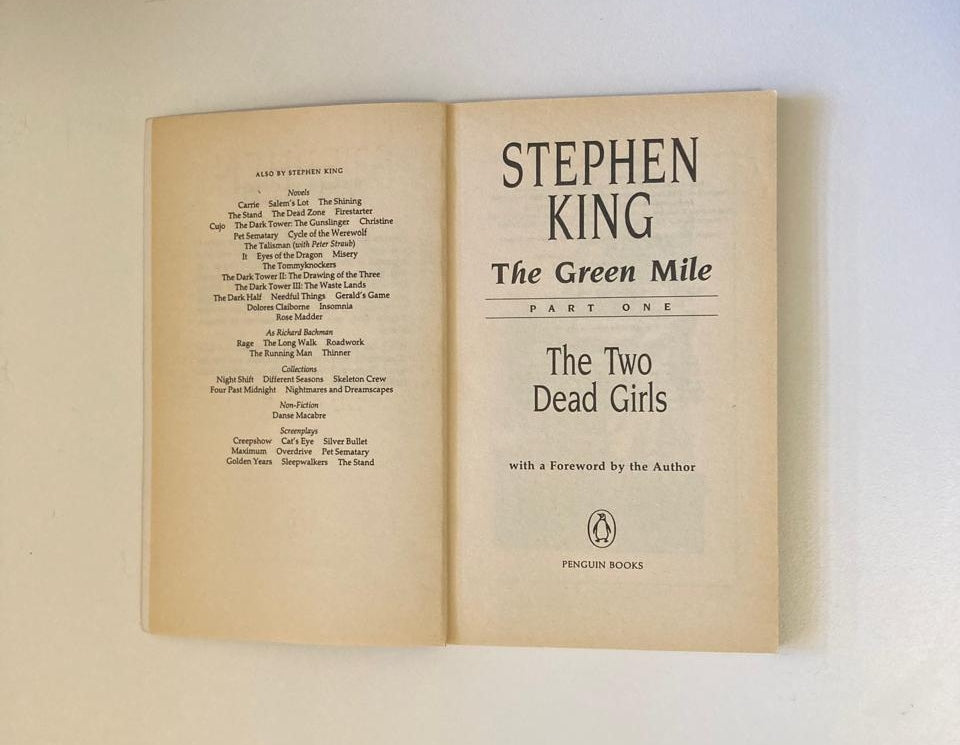 ALSO BY STEPHEN KING
Novels
Carrie Salem's Lot The Shining
The Stand The Dead Zone Firestarter
Cujo The Dark Tower: The Gunslinger Christine
Pet Sematary Cycle of the Werewolf
The Talisman (with Peter Straub)
It Eyes of the Dragon Misery
The Tommyknockers
The Dark Tower II: The Drawing of the Three
The Dark Tower III: The Waste Lands
The Dark Half Needful Things Gerald's Game
Dolores Claiborne Insomnia
Rose Madder
As Richard Bachman
Rage The Long Walk Roadwork
The Running Man Thinner
Collections
Night Shift Different Seasons Skeleton Crew
Four Past Midnight Nightmares and Dreamscapes
Non-Fiction
Danse Macabre
Screenplays
Creepshow Cat's Eye Silver Bullet
Maximum Overdrive Pet Sematary
Golden Years Sleepwalkers The Stand
STEPHEN
KING
The Green Mile
PART ONE
The Two
Dead Girls
with a Foreword by the Author
PENGUIN BOOKS